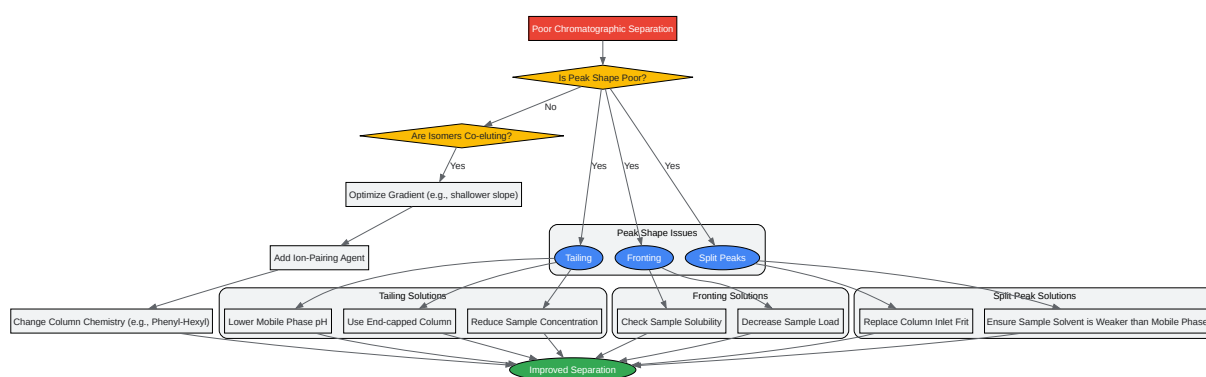 Poor Chromatographic Separation
Is Peak Shape Poor?
No
Are Isomers Co-eluting?
Yes
Yes
Yes
Yes
Optimize Gradient (e.g., shallower slope)
Peak Shape Issues
Add Ion-Pairing Agent
Tailing
Fronting
Split Peaks
Tailing Solutions
Fronting Solutions
Split Peak Solutions
Change Column Chemistry (e.g., Phenyl-Hexyl)
Lower Mobile Phase pH
Use End-capped Column
Reduce Sample Concentration
Check Sample Solubility
Decrease Sample Load
Replace Column Inlet Frit
Ensure Sample Solvent is Weaker than Mobile Phase
Improved Separation